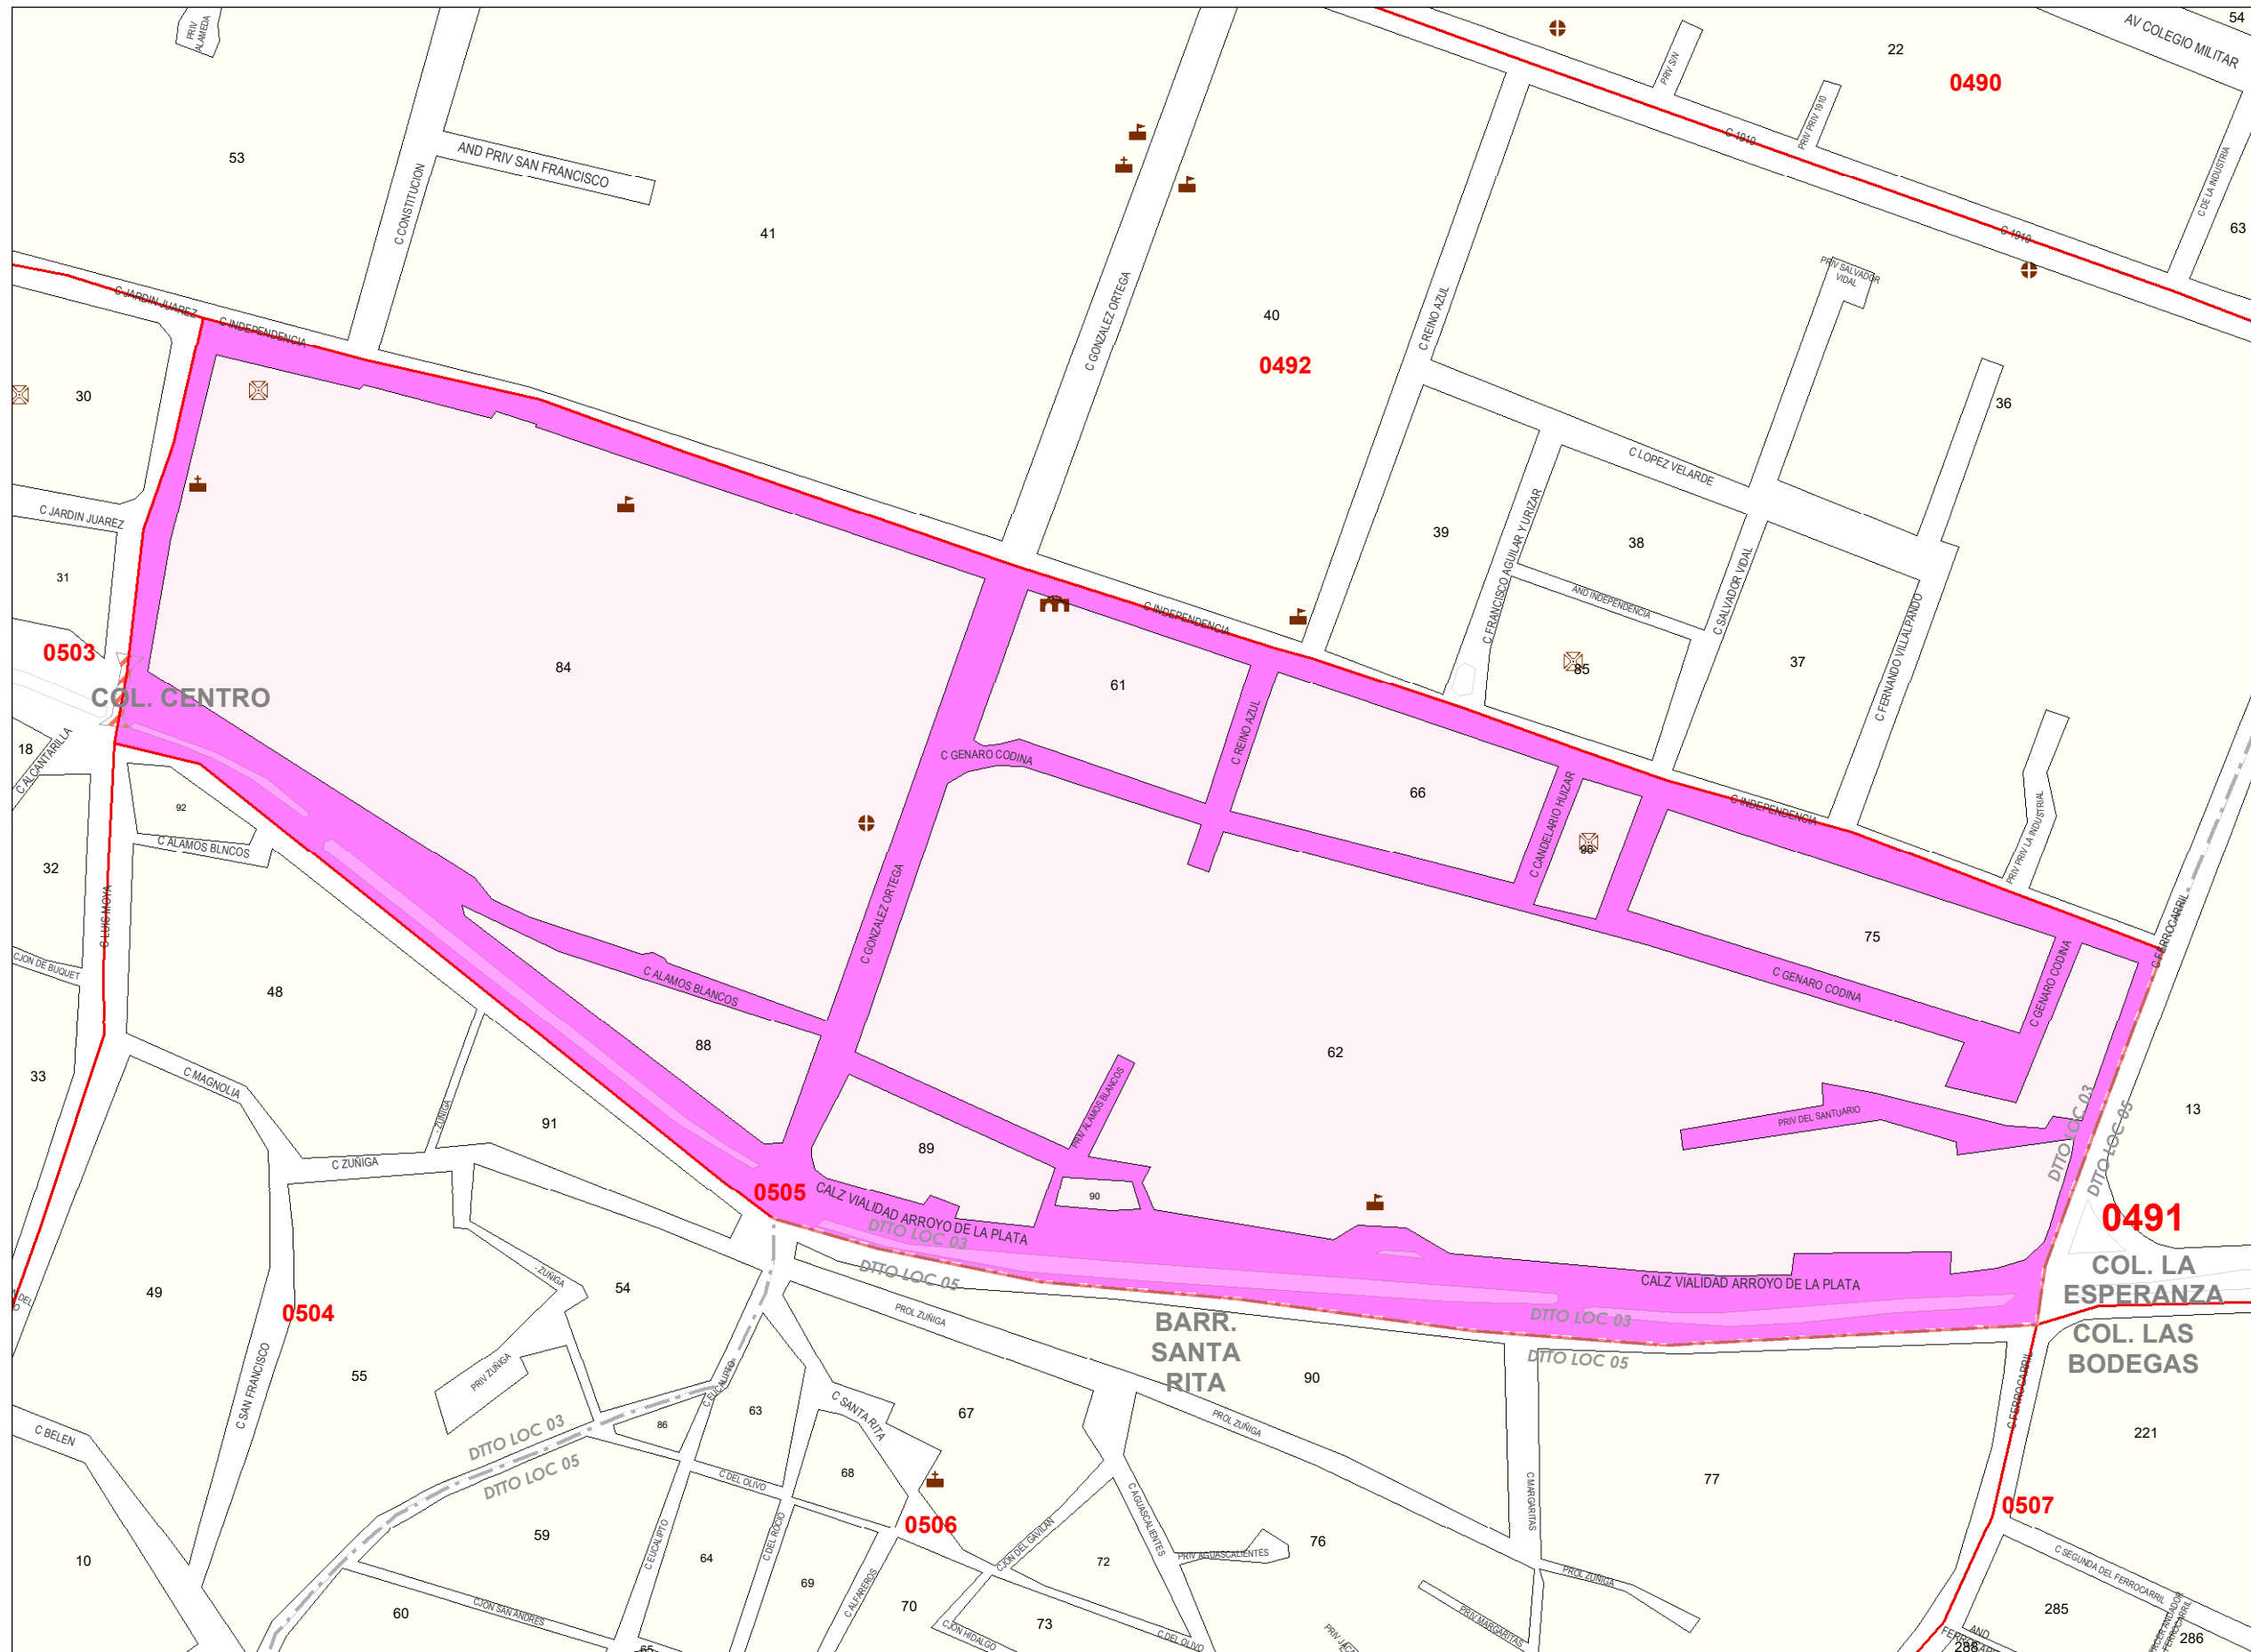 PRIV
ALAMEDA
AV COLEGIO MILITAR
54
22
0490
PRIV S/N
PRIV PRIV 1910
C 1910
C 1910
C DE LA INDUSTRIA
63
53
C CONSTITUCION
AND PRIV SAN FRANCISCO
41
C GONZALEZ ORTEGA
40
0492
C REINO AZUL
PRIV SALVADOR
VIDAL
36
C JARDIN JUAREZ
C INDEPENDENCIA
30
C JARDIN JUAREZ
31
0503
COL. CENTRO
18
C ALCANTARILLA
C LOPEZ VELARDE
39
C FRANCISCO AGUILAR Y URIZAR
38
AND INDEPENDENCIA
C SALVADOR VIDAL
85
37
C FERNANDO VILLALPANDO
84
C INDEPENDENCIA
61
C GENARO CODINA
C REINO AZUL
66
C CANDELARIO HUIZAR
96
C INDEPENDENCIA
PRIV PRIV LA INDUSTRIAL
C FERROCARRIL
75
C GENARO CODINA
C GENARO CODINA
92
C ALAMOS BLNCOS
32
C LUIS MOYA
CJON DE BUQUET
48
33
C MAGNOLIA
C GONZALEZ ORTEGA
C ALAMOS BLANCOS
88
62
PRIV ALAMOS BLANCOS
89
90
PRIV DEL SANTUARIO
DTTO LOC 03
DTTO LOC 05
13
- ZUÑIGA
91
C ZUÑIGA
0505
CALZ VIALIDAD ARROYO DE LA PLATA
DTTO LOC 03
DTTO LOC 05
0491
COL. LA
ESPERANZA
CALZ VIALIDAD ARROYO DE LA PLATA
DTTO LOC 03
DTTO LOC 05
COL. LAS
BODEGAS
- ZUÑIGA
54
49
0504
C SAN FRANCISCO
55
PRIV ZUÑIGA
PROL ZUÑIGA
BARR.
SANTA
RITA
90
C FERROCARRIL
C BELEN
DTTO LOC 03
DTTO LOC 05
86
C EUCALIPTO
63
C SANTA RITA
67
PROL ZUÑIGA
221
10
59
C DEL OLIVO
68
C MARGARITAS
77
0507
C EUCALIPTO
64
C DEL ROCIO
69
0506
C ALFAREROS
70
CJON DEL GAVILAN
C AGUASCALIENTES
72
PRIV AGUASCALIENTES
76
PROL ZUÑIGA
C SEGUNDA DEL FERROCARRIL
60
CJON SAN ANDRES
65
CJON HIDALGO
73
C DEL OLIVO
PRIV MARGARITAS
285
AND
288
286